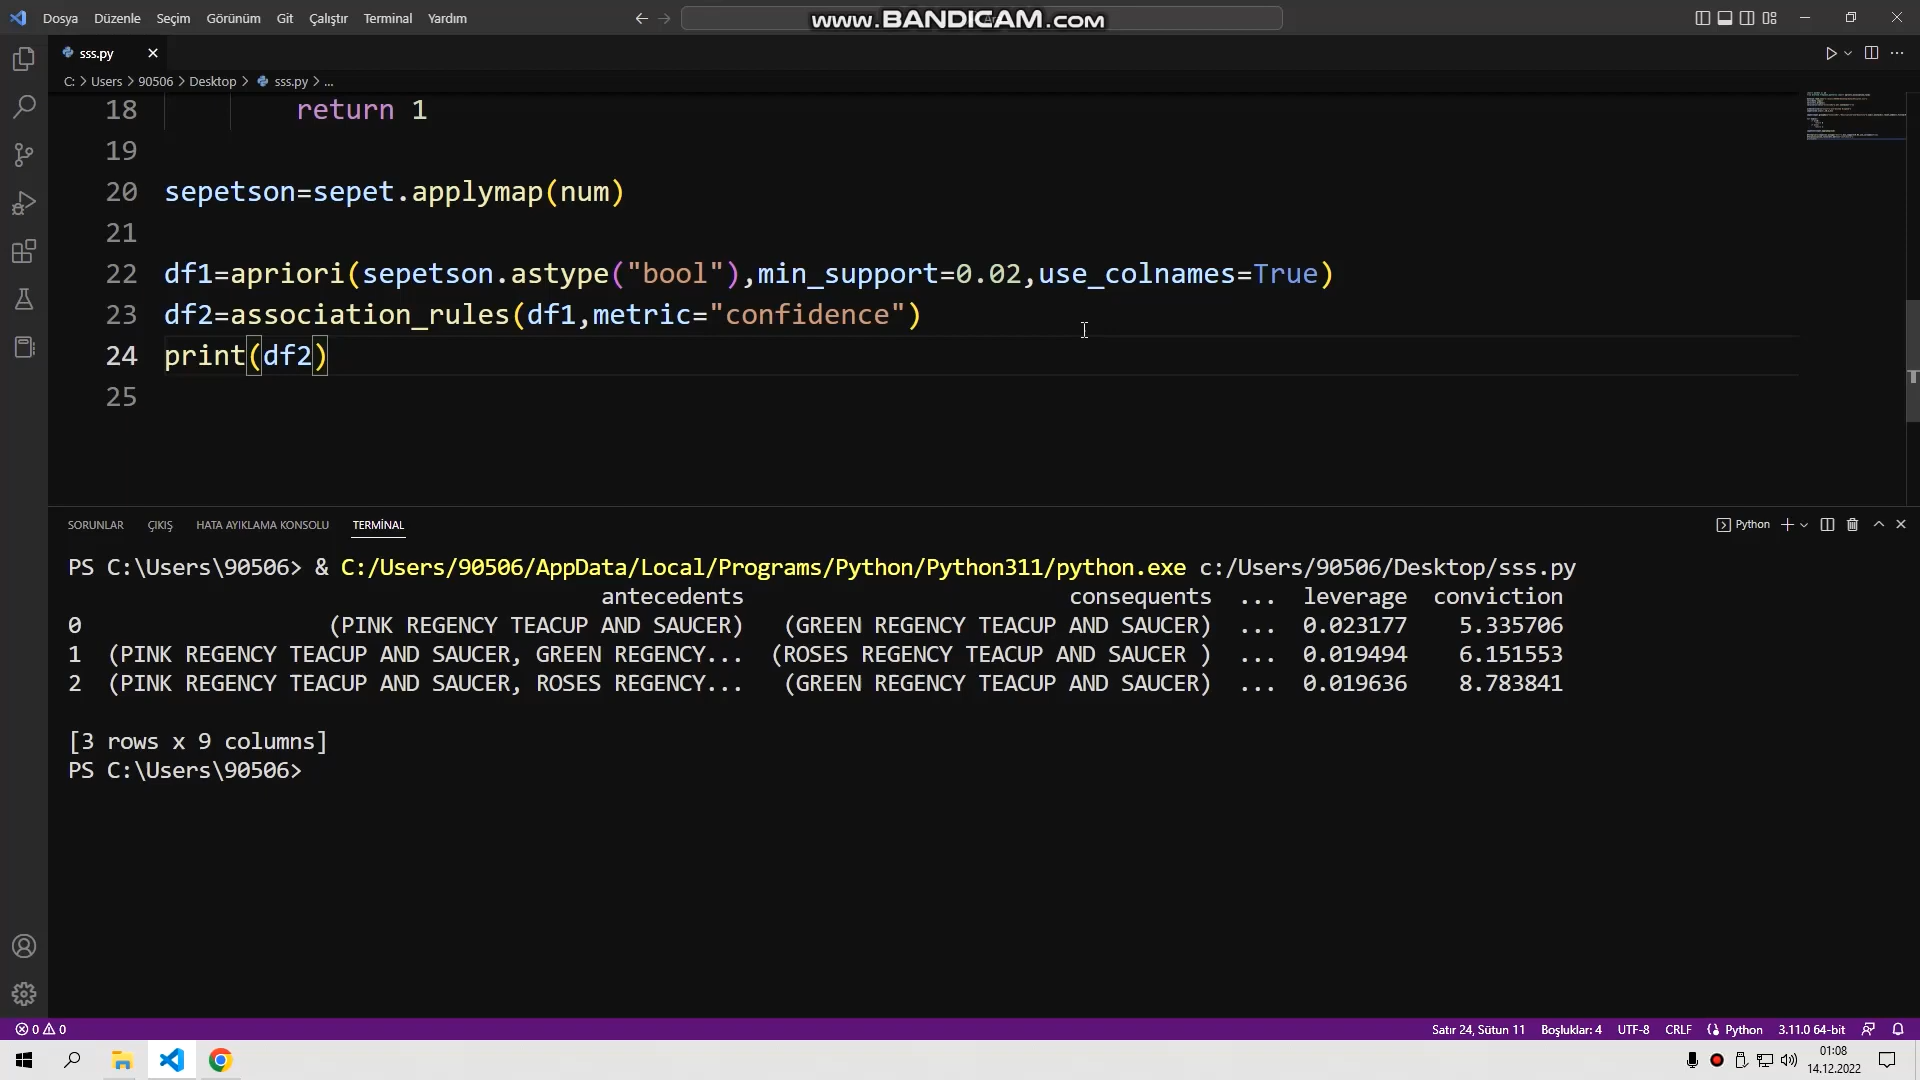 Dosya Düzenle Seçim Görünüm Git Çalıştır Terminal Yardım
www.BANDICAM.com
sss.py
C: > Users > 90506 > Desktop > sss.py > ...
18 return 1
19
20 sepetson=sepet.applymap(num)
21
22 df1=apriori(sepetson.astype("bool"),min_support=0.02,use_colnames=True)
23 df2=association_rules(df1,metric="confidence")
24 print(df2)
25
SORUNLAR ÇIKIŞ HATA AYIKLAMA KONSOLU TERMİNAL Python
PS C:\Users\90506> & C:/Users/90506/AppData/Local/Programs/Python/Python311/python.exe c:/Users/90506/Desktop/sss.py
antecedents consequents ... leverage conviction
0 (PINK REGENCY TEACUP AND SAUCER) (GREEN REGENCY TEACUP AND SAUCER) ... 0.023177 5.335706
1 (PINK REGENCY TEACUP AND SAUCER, GREEN REGENCY... (ROSES REGENCY TEACUP AND SAUCER ) ... 0.019494 6.151553
2 (PINK REGENCY TEACUP AND SAUCER, ROSES REGENCY... (GREEN REGENCY TEACUP AND SAUCER) ... 0.019636 8.783841
[3 rows x 9 columns]
PS C:\Users\90506>
0 0 Satır 24, Sütun 11 Boşluklar: 4 UTF-8 CRLF Python 3.11.0 64-bit
01:08
14.12.2022